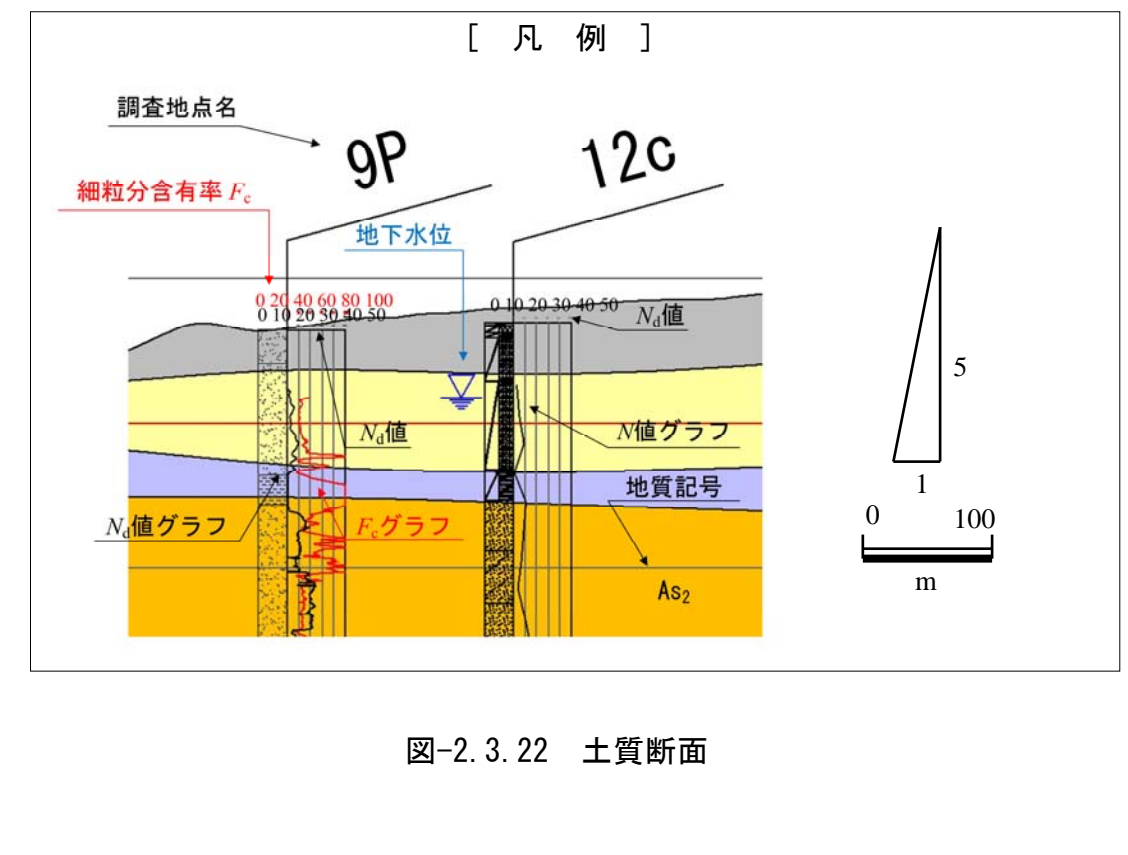 [ 凡 例 ]
調査地点名
9P
12c
細粒分含有率 Fc
地下水位
0 20 40 60 80 100
0 10 20 30 40 50
0 10 20 30 40 50
Nd値
Nd値
N値グラフ
地質記号
Nd値グラフ
Fcグラフ
As2
5
1
0 100
m
図-2.3.22 土質断面